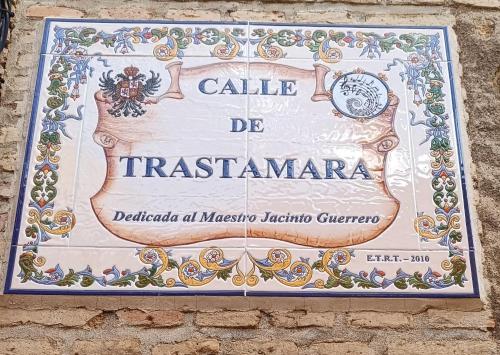 CALLE
DE
TRASTAMARA
Dedicada al Maestro Jacinto Guerrero
E.T.R.T. - 2010